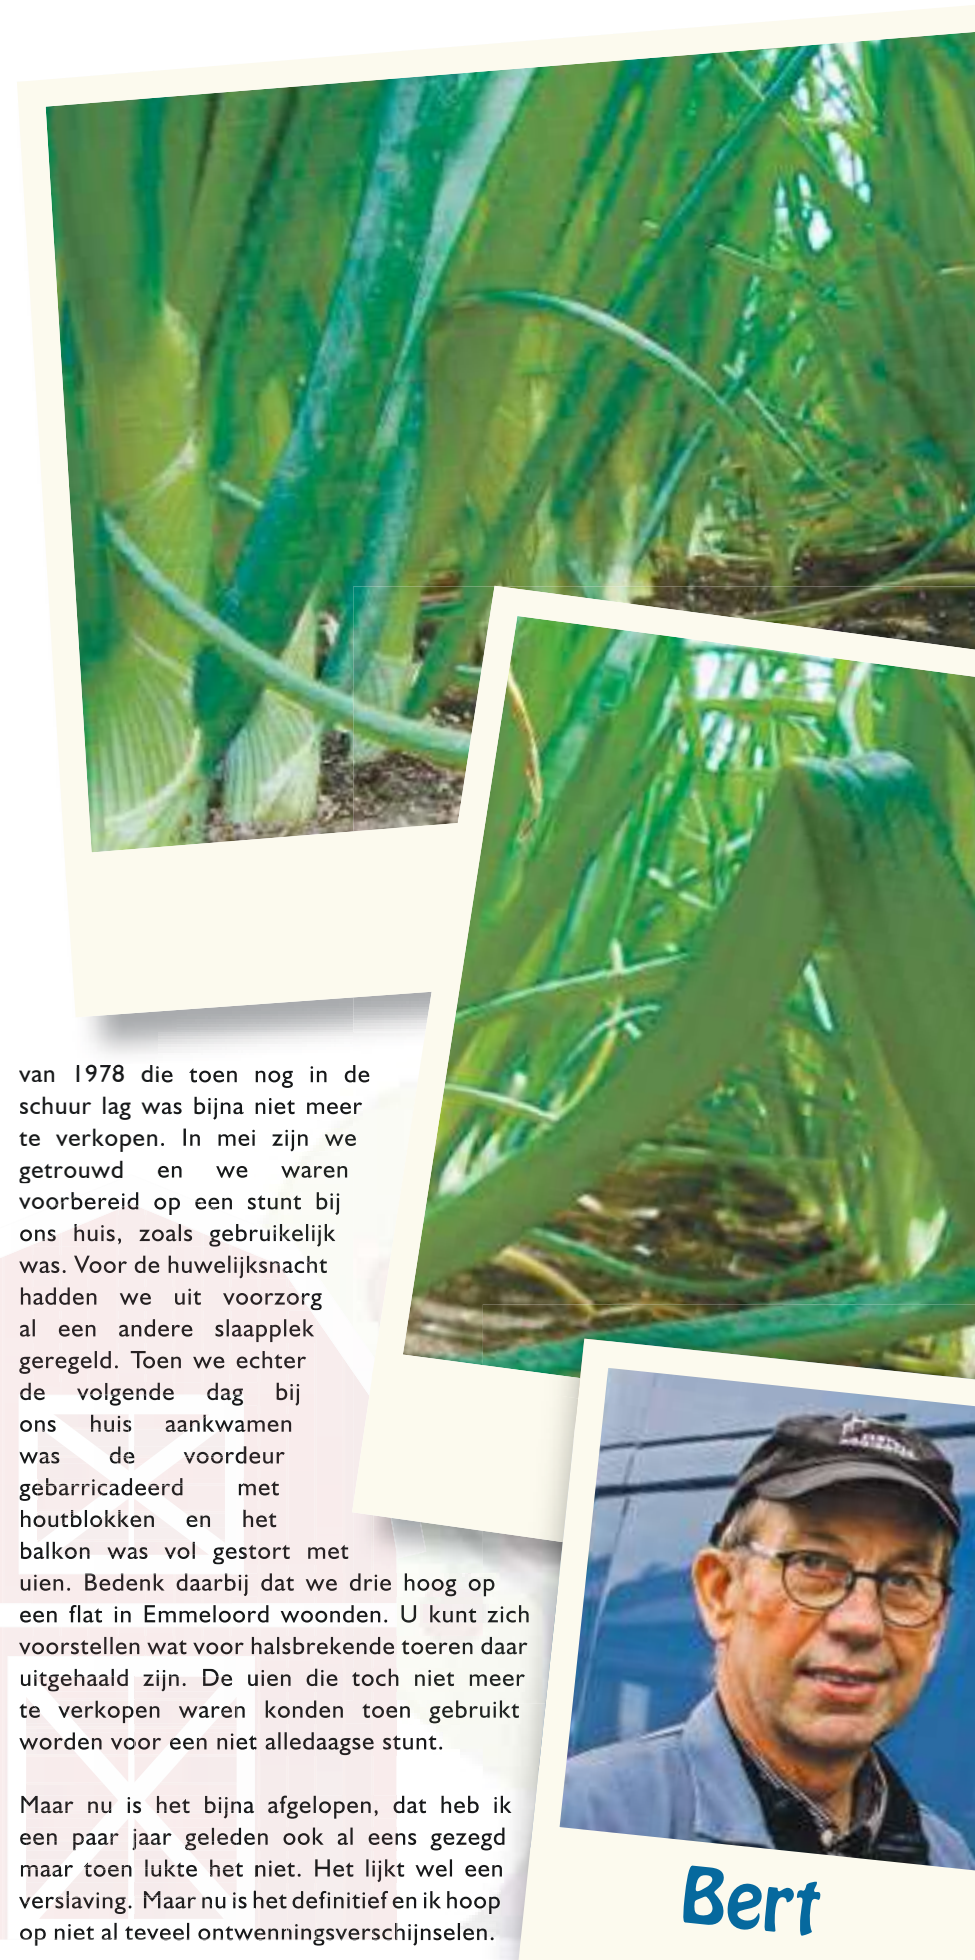 van 1978 die toen nog in de
schuur lag was bijna niet meer
te verkopen. In mei zijn we
getrouwd en we waren
voorbereid op een stunt bij
ons huis, zoals gebruikelijk
was. Voor de huwelijksnacht
hadden we uit voorzorg
al een andere slaapplek
geregeld. Toen we echter
de volgende dag bij
ons huis aankwamen
was de voordeur
gebarricadeerd met
houtblokken en het
balkon was vol gestort met
uien. Bedenk daarbij dat we drie hoog op
een flat in Emmeloord woonden. U kunt zich
voorstellen wat voor halsbrekende toeren daar
uitgehaald zijn. De uien die toch niet meer
te verkopen waren konden toen gebruikt
worden voor een niet alledaagse stunt.
Maar nu is het bijna afgelopen, dat heb ik
een paar jaar geleden ook al eens gezegd
maar toen lukte het niet. Het lijkt wel een
verslaving. Maar nu is het definitief en ik hoop
op niet al teveel ontwenningsverschijnselen.
Bert